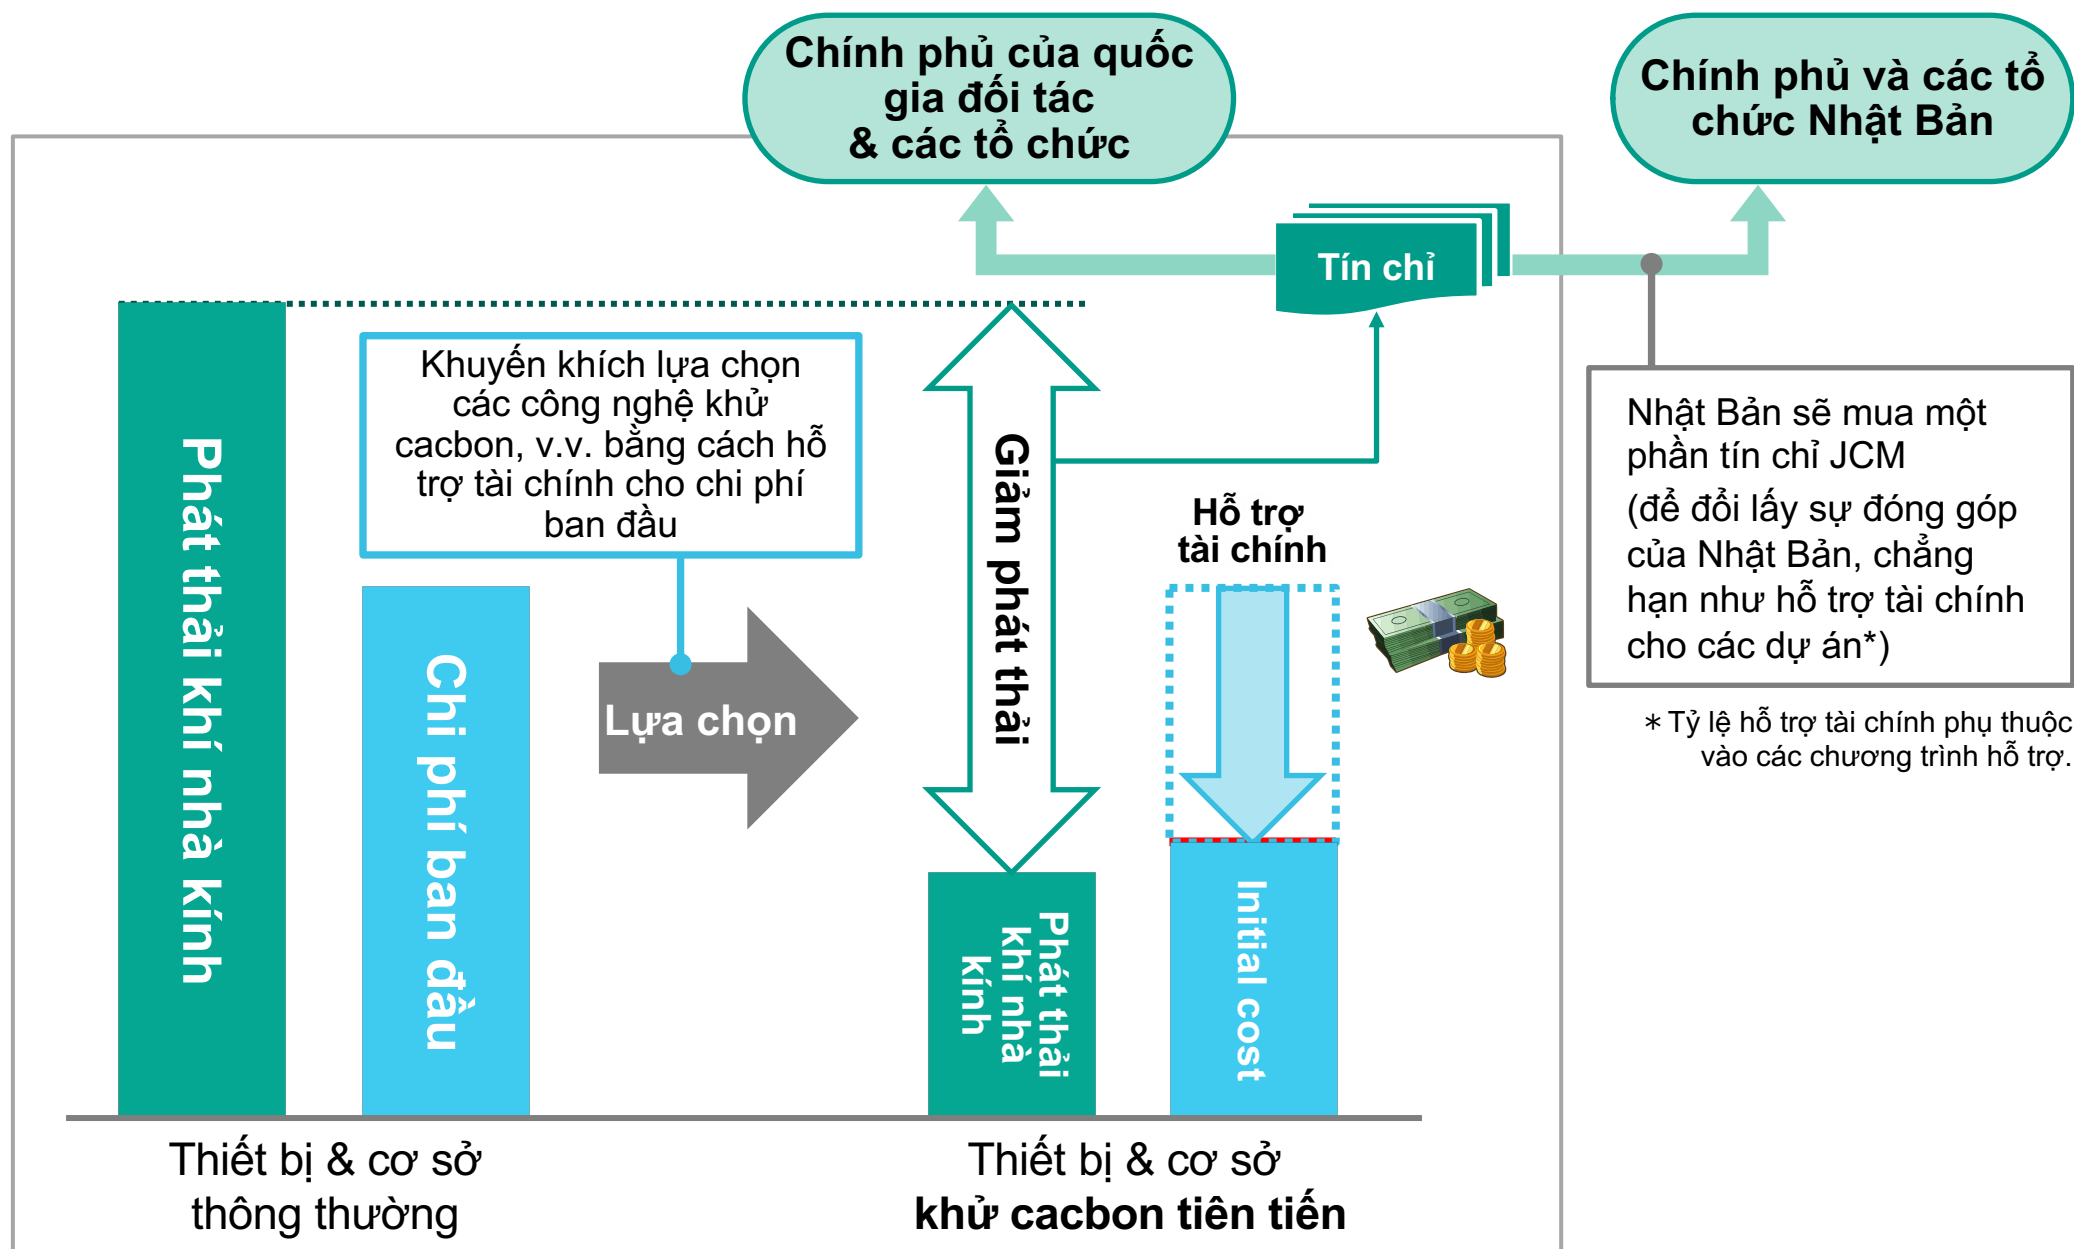 Chính phủ của quốc
gia đối tác
& các tổ chức
Chính phủ và các tổ
chức Nhật Bản
Tín chỉ
Khuyến khích lựa chọn
các công nghệ khử
cacbon, v.v. bằng cách hỗ
trợ tài chính cho chi phí
ban đầu
Nhật Bản sẽ mua một
phần tín chỉ JCM
(để đổi lấy sự đóng góp
của Nhật Bản, chẳng
hạn như hỗ trợ tài chính
cho các dự án*)
＊Tỷ lệ hỗ trợ tài chính phụ thuộc
vào các chương trình hỗ trợ.
Phát thải khí nhà kính
Chi phí ban đầu
Lựa chọn
Giảm phát thải
Hỗ trợ
tài chính
Phát thải
khí nhà
kính
Initial cost
Thiết bị & cơ sở
thông thường
Thiết bị & cơ sở
khử cacbon tiên tiến